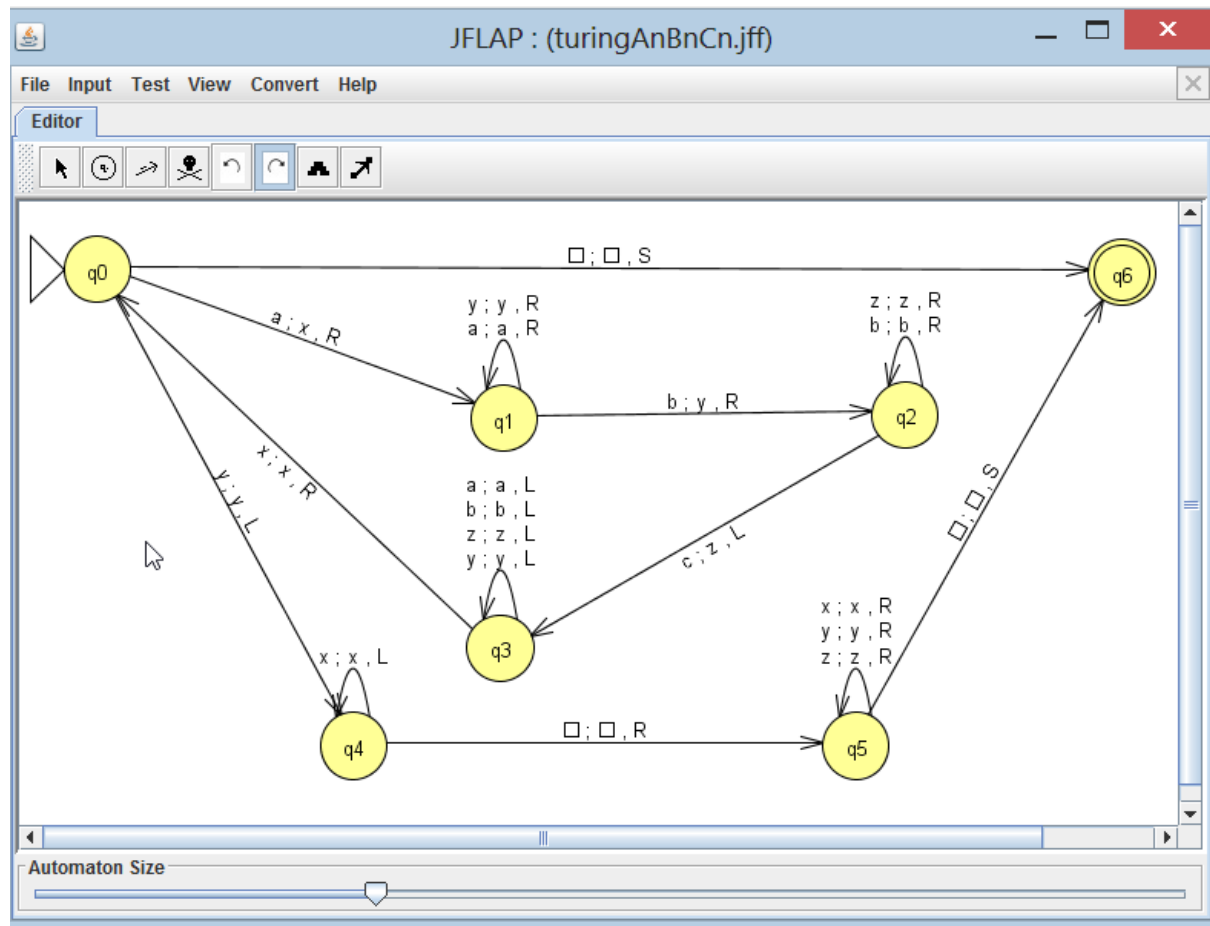 JFLAP : (turingAnBnCn.jff)
File Input Test View Convert Help
Editor
q0
□ ; □ , S
q6
a ; x , R
y ; y , R
a ; a , R
q1
z ; z , R
b ; b , R
b ; y , R
q2
x ; x , R
y ; y , L
a ; a , L
b ; b , L
z ; z , L
y ; y , L
q3
c ; z , L
□ ; □ , S
x ; x , L
q4
□ ; □ , R
x ; x , R
y ; y , R
z ; z , R
q5
Automaton Size